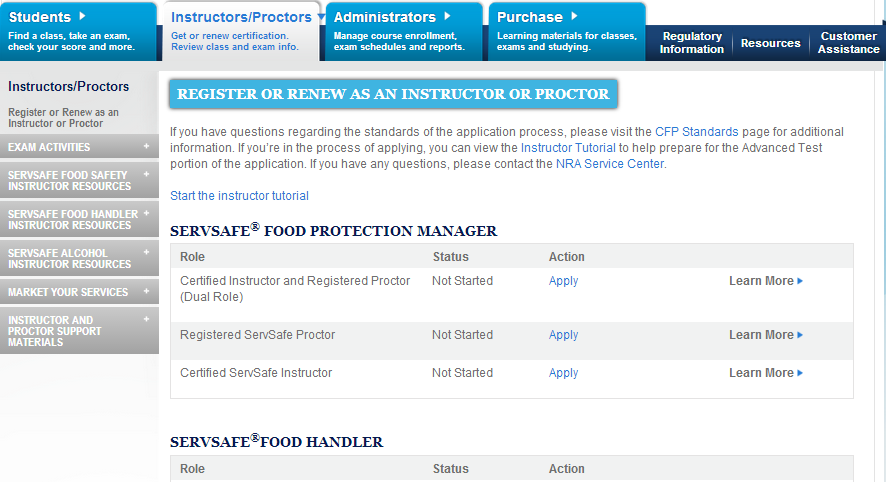 Students
Find a class, take an exam,
check your score and more.
Instructors/Proctors
Get or renew certification.
Review class and exam info.
Administrators
Manage course enrollment,
exam schedules and reports.
Purchase
Learning materials for classes,
exams and studying.
Regulatory
Information
Resources
Customer
Assistance
Instructors/Proctors
Register or Renew as an
Instructor or Proctor
EXAM ACTIVITIES +
SERVSAFE FOOD SAFETY +
INSTRUCTOR RESOURCES
SERVSAFE FOOD HANDLER +
INSTRUCTOR RESOURCES
SERVSAFE ALCOHOL +
INSTRUCTOR RESOURCES
MARKET YOUR SERVICES +
INSTRUCTOR AND +
PROCTOR SUPPORT
MATERIALS
REGISTER OR RENEW AS AN INSTRUCTOR OR PROCTOR
If you have questions regarding the standards of the application process, please visit the CFP Standards page for additional
information. If you're in the process of applying, you can view the Instructor Tutorial to help prepare for the Advanced Test
portion of the application. If you have any questions, please contact the NRA Service Center.
Start the instructor tutorial
SERVSAFE® FOOD PROTECTION MANAGER
Role Status Action
Certified Instructor and Registered Proctor Not Started Apply Learn More
(Dual Role)
Registered ServSafe Proctor Not Started Apply Learn More
Certified ServSafe Instructor Not Started Apply Learn More
SERVSAFE®FOOD HANDLER
Role Status Action